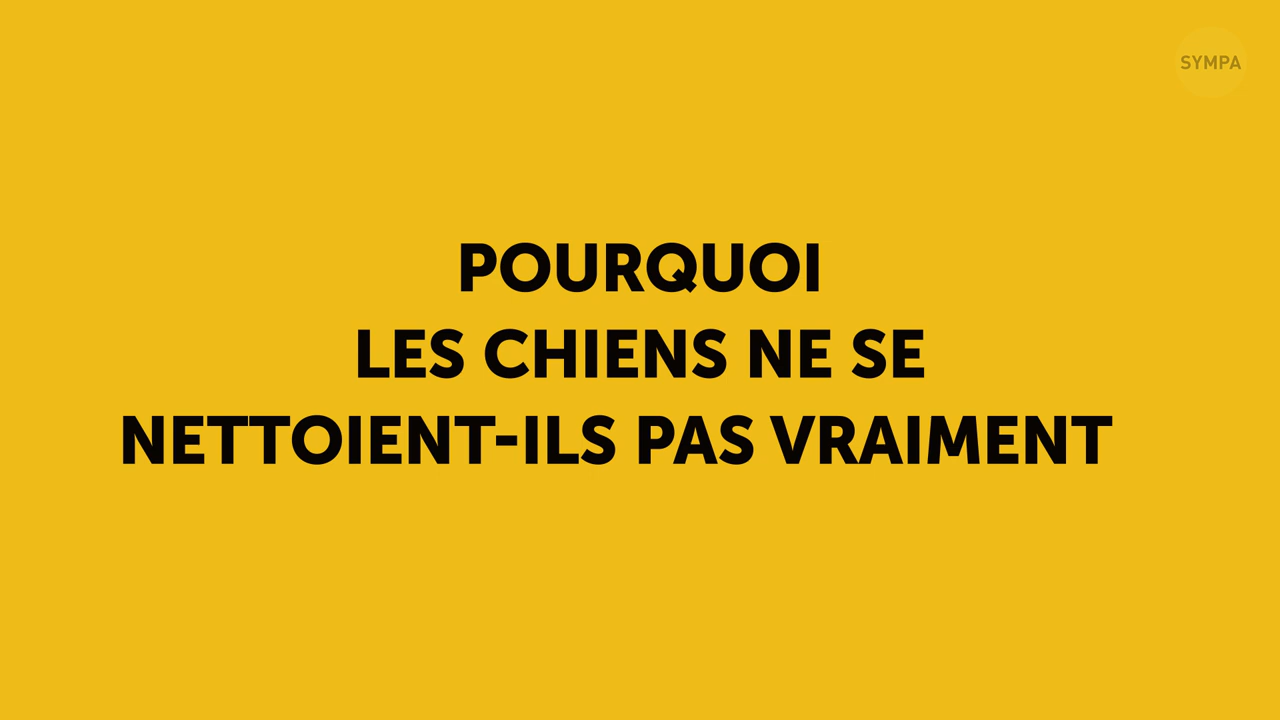 SYMPA
POURQUOI
LES CHIENS NE SE
NETTOIENT-ILS PAS VRAIMENT